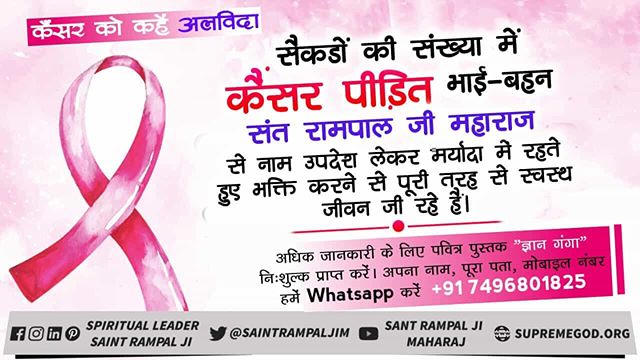 कैंसर को कहें अलविदा
सैकडों की संख्या में
कैंसर पीड़ित भाई-बहन
संत रामपाल जी महाराज
से नाम उपदेश लेकर मर्यादा में रहते
हुए भक्ति करने से पूरी तरह से स्वस्थ
जीवन जी रहे हैं।
अधिक जानकारी के लिए पवित्र पुस्तक "ज्ञान गंगा"
निःशुल्क प्राप्त करें। अपना नाम, पूरा पता, मोबाइल नंबर
हमें Whatsapp करें +91 7496801825
SPIRITUAL LEADER
SAINT RAMPAL JI
@SAINTRAMPALJIM
SANT RAMPAL JI
MAHARAJ
SUPREMEGOD.ORG